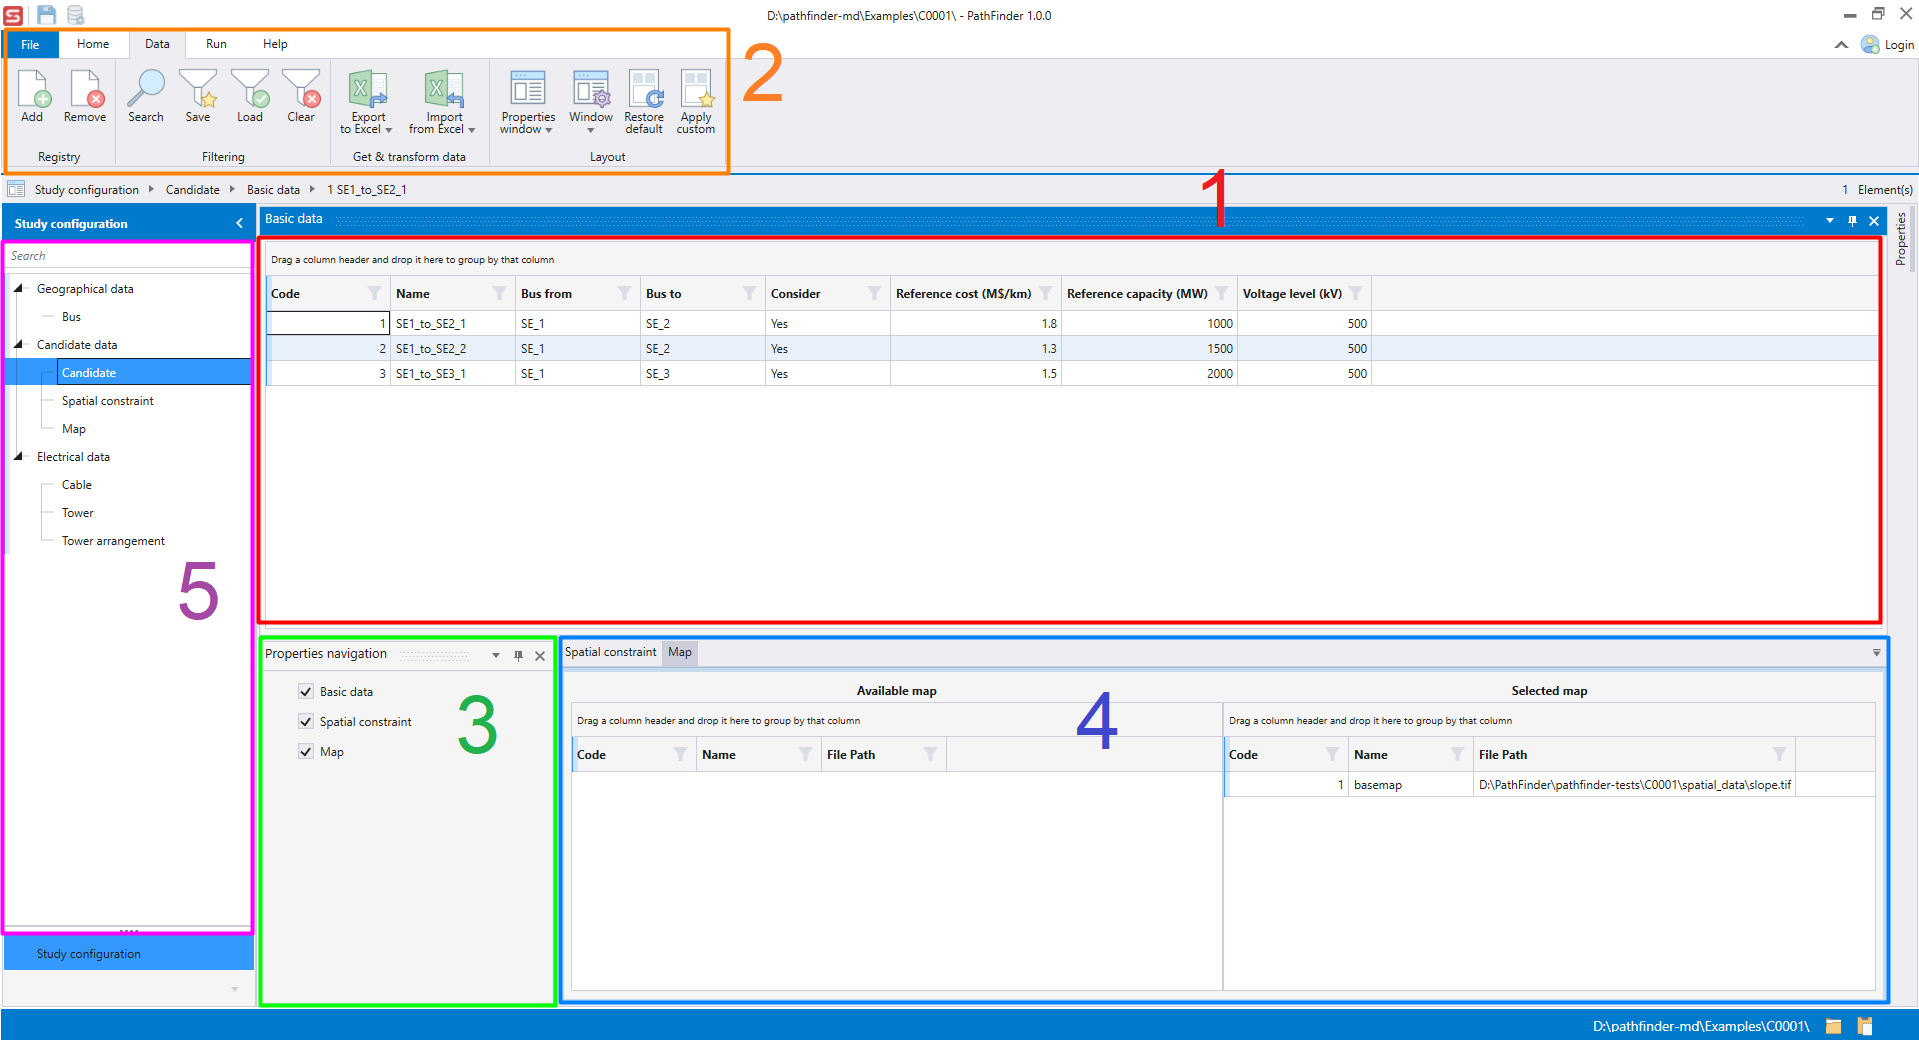 D:\pathfinder-md\Examples\C0001\ - PathFinder 1.0.0
File Home Data Run Help
Login
2
Add Remove Search Save Load Clear Export to Excel Import from Excel Properties window Window Restore default Apply custom
Registry Filtering Get & transform data Layout
Study configuration Candidate Basic data 1 SE1_to_SE2_1
1 Element(s)
1
Study configuration
Search
Geographical data
Bus
Candidate data
Candidate
Spatial constraint
Map
Electrical data
Cable
Tower
Tower arrangement
5
Study configuration
Basic data
Properties
Drag a column header and drop it here to group by that column
Code Name Bus from Bus to Consider Reference cost (M$/km) Reference capacity (MW) Voltage level (kV)
1 SE1_to_SE2_1 SE_1 SE_2 Yes 1.8 1000 500
2 SE1_to_SE2_2 SE_1 SE_2 Yes 1.3 1500 500
3 SE1_to_SE3_1 SE_1 SE_3 Yes 1.5 2000 500
Properties navigation
Basic data
Spatial constraint
Map
3
Spatial constraint Map
Available map
Drag a column header and drop it here to group by that column
Code Name File Path
4
Selected map
Drag a column header and drop it here to group by that column
Code Name File Path
1 basemap D:\PathFinder\pathfinder-tests\C0001\spatial_data\slope.tif
D:\pathfinder-md\Examples\C0001\